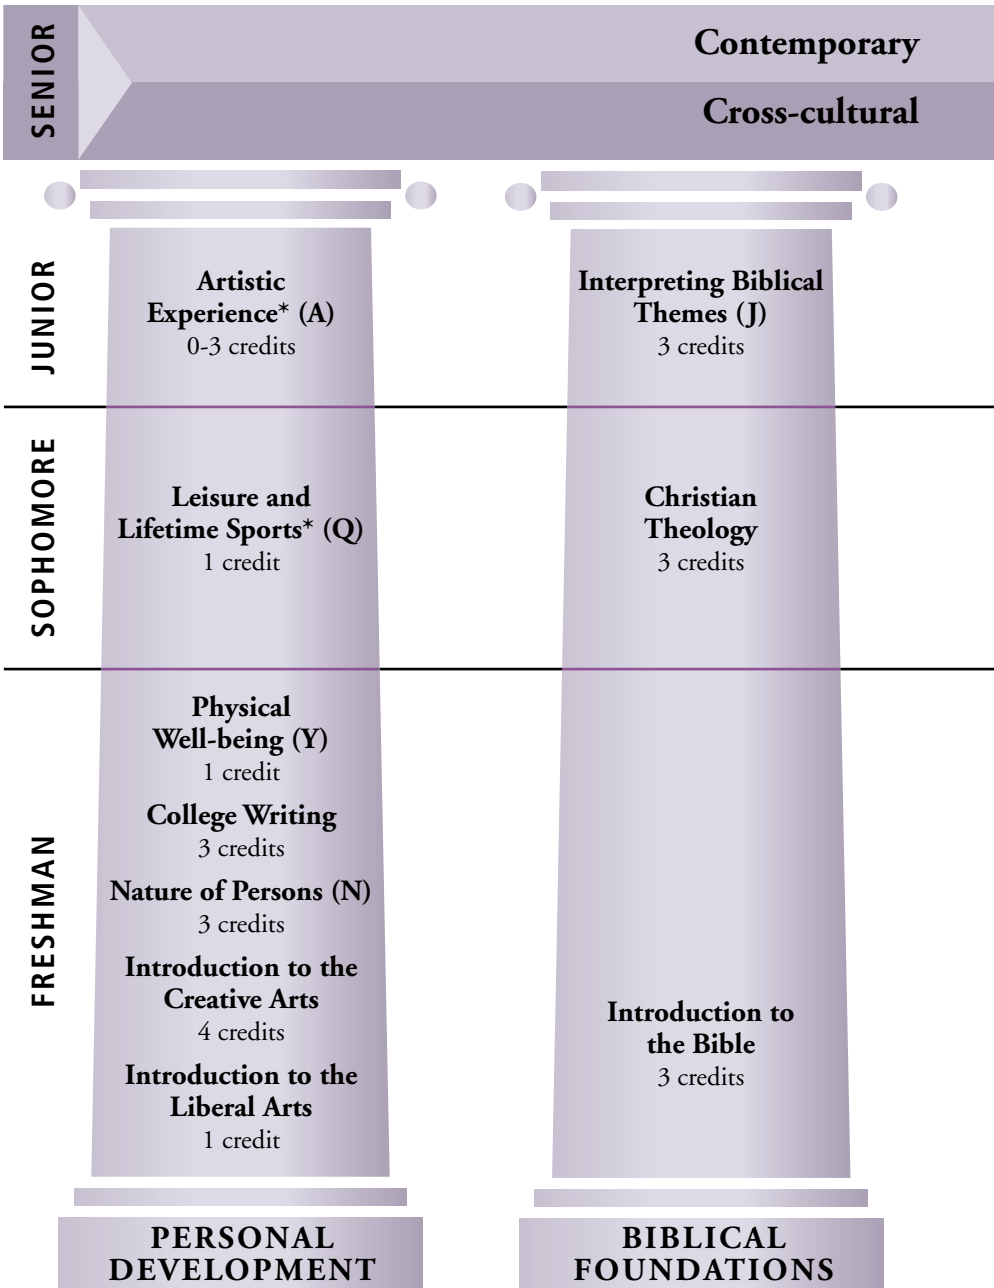 SENIOR
Contemporary
Cross-cultural
JUNIOR
Artistic
Experience* (A)
0-3 credits
Interpreting Biblical
Themes (J)
3 credits
SOPHOMORE
Leisure and
Lifetime Sports* (Q)
1 credit
Christian
Theology
3 credits
FRESHMAN
Physical
Well-being (Y)
1 credit
College Writing
3 credits
Nature of Persons (N)
3 credits
Introduction to the
Creative Arts
4 credits
Introduction to the
Liberal Arts
1 credit
Introduction to
the Bible
3 credits
PERSONAL
DEVELOPMENT
BIBLICAL
FOUNDATIONS